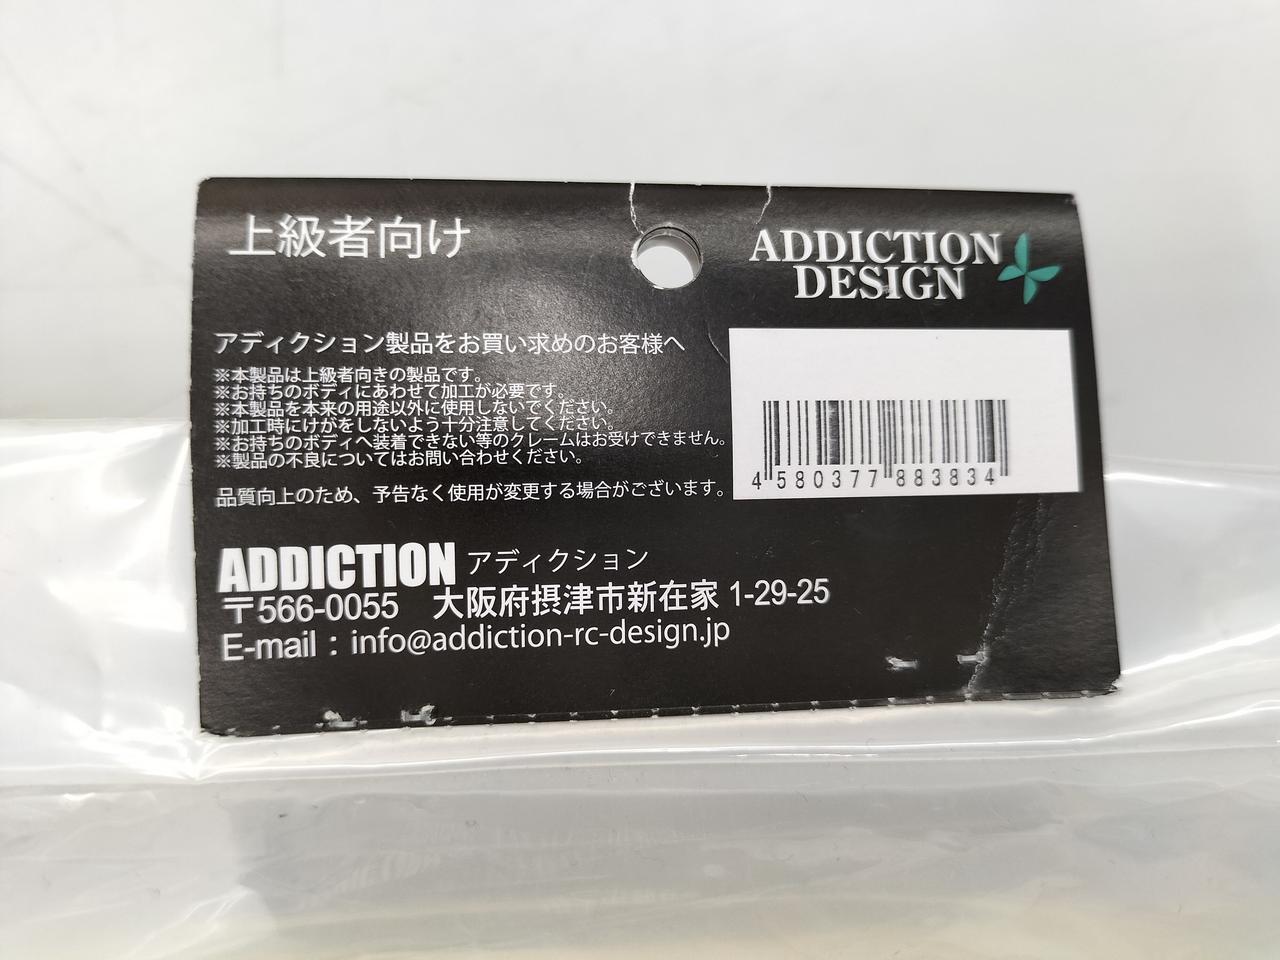 上級者向け
ADDICTION
DESIGN
アディクション製品をお買い求めのお客様へ
※本製品は上級者向きの製品です。
※お持ちのボディにあわせて加工が必要です。
※本製品を本来の用途以外に使用しないでください。
※加工時にけがをしないよう十分注意してください。
※お持ちのボディへ装着できない等のクレームはお受けできません。
※製品の不良についてはお問い合わせください。
品質向上のため、予告なく使用が変更する場合がございます。
4 580377 883834
ADDICTION アディクション
〒566-0055 大阪府摂津市新在家 1-29-25
E-mail : info@addiction-rc-design.jp